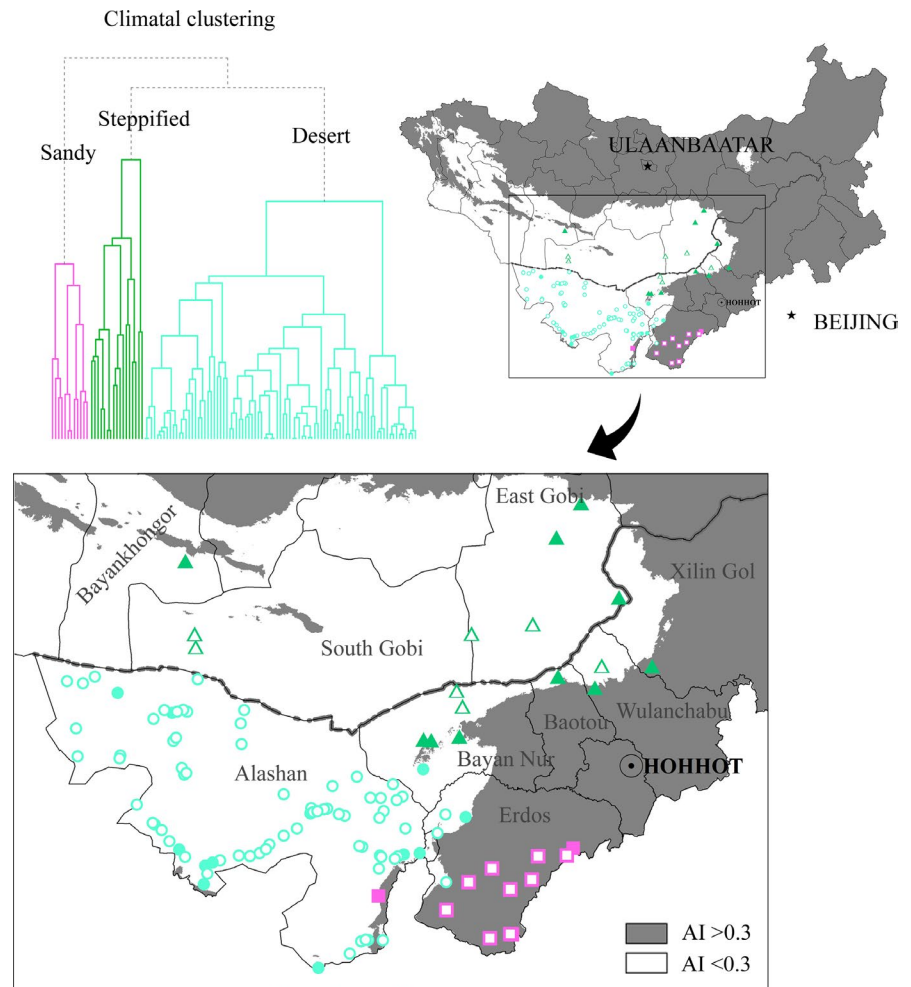 Climatal clustering
Steppified
Sandy
Desert
ULAANBAATAR
HOHHOT
BEIJING
East Gobi
Bayankhongor
Xilin Gol
South Gobi
Wulanchabu
Baotou
Bayan Nur
HOHHOT
Alashan
Erdos
AI >0.3
AI <0.3